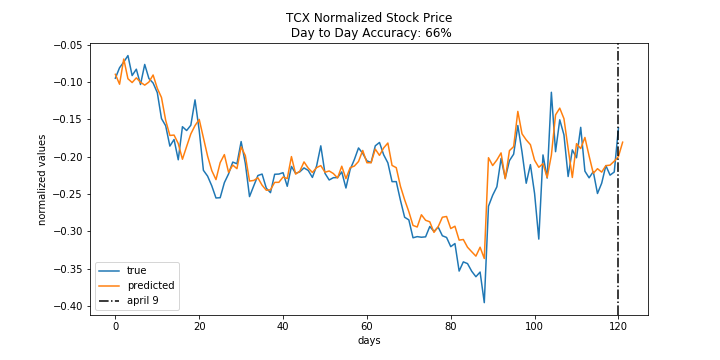 TCX Normalized Stock Price
Day to Day Accuracy: 66%
normalized values
−0.05
−0.10
−0.15
−0.20
−0.25
−0.30
−0.35
−0.40
true
predicted
april 9
0
20
40
60
80
100
120
days